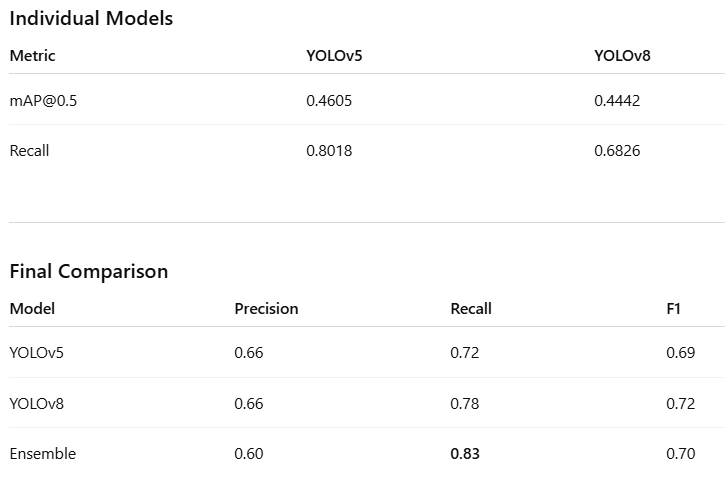 Individual Models
Metric YOLOv5 YOLOv8
mAP@0.5 0.4605 0.4442
Recall 0.8018 0.6826
Final Comparison
Model Precision Recall F1
YOLOv5 0.66 0.72 0.69
YOLOv8 0.66 0.78 0.72
Ensemble 0.60 0.83 0.70